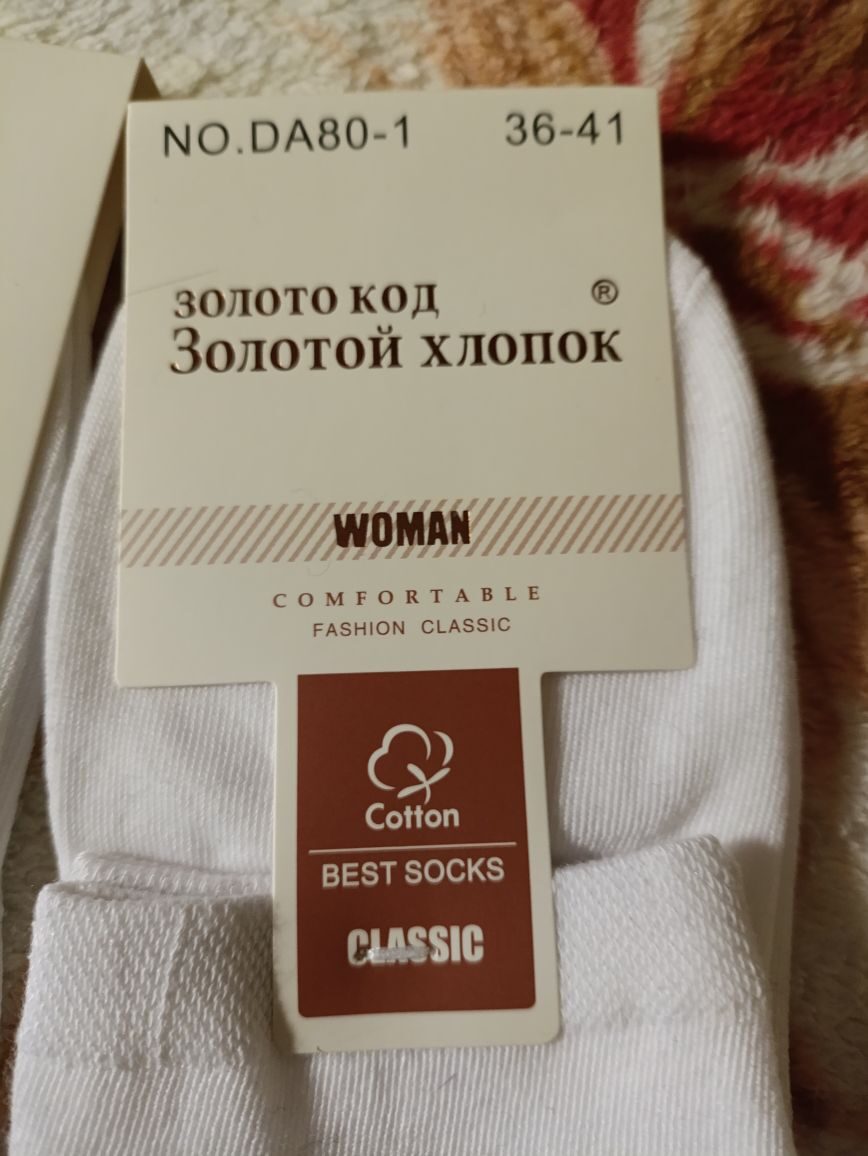 NO.DA80-1 36-41
золото код ®
Золотой хлопок
WOMAN
COMFORTABLE
FASHION CLASSIC
Cotton
BEST SOCKS
CLASSIC